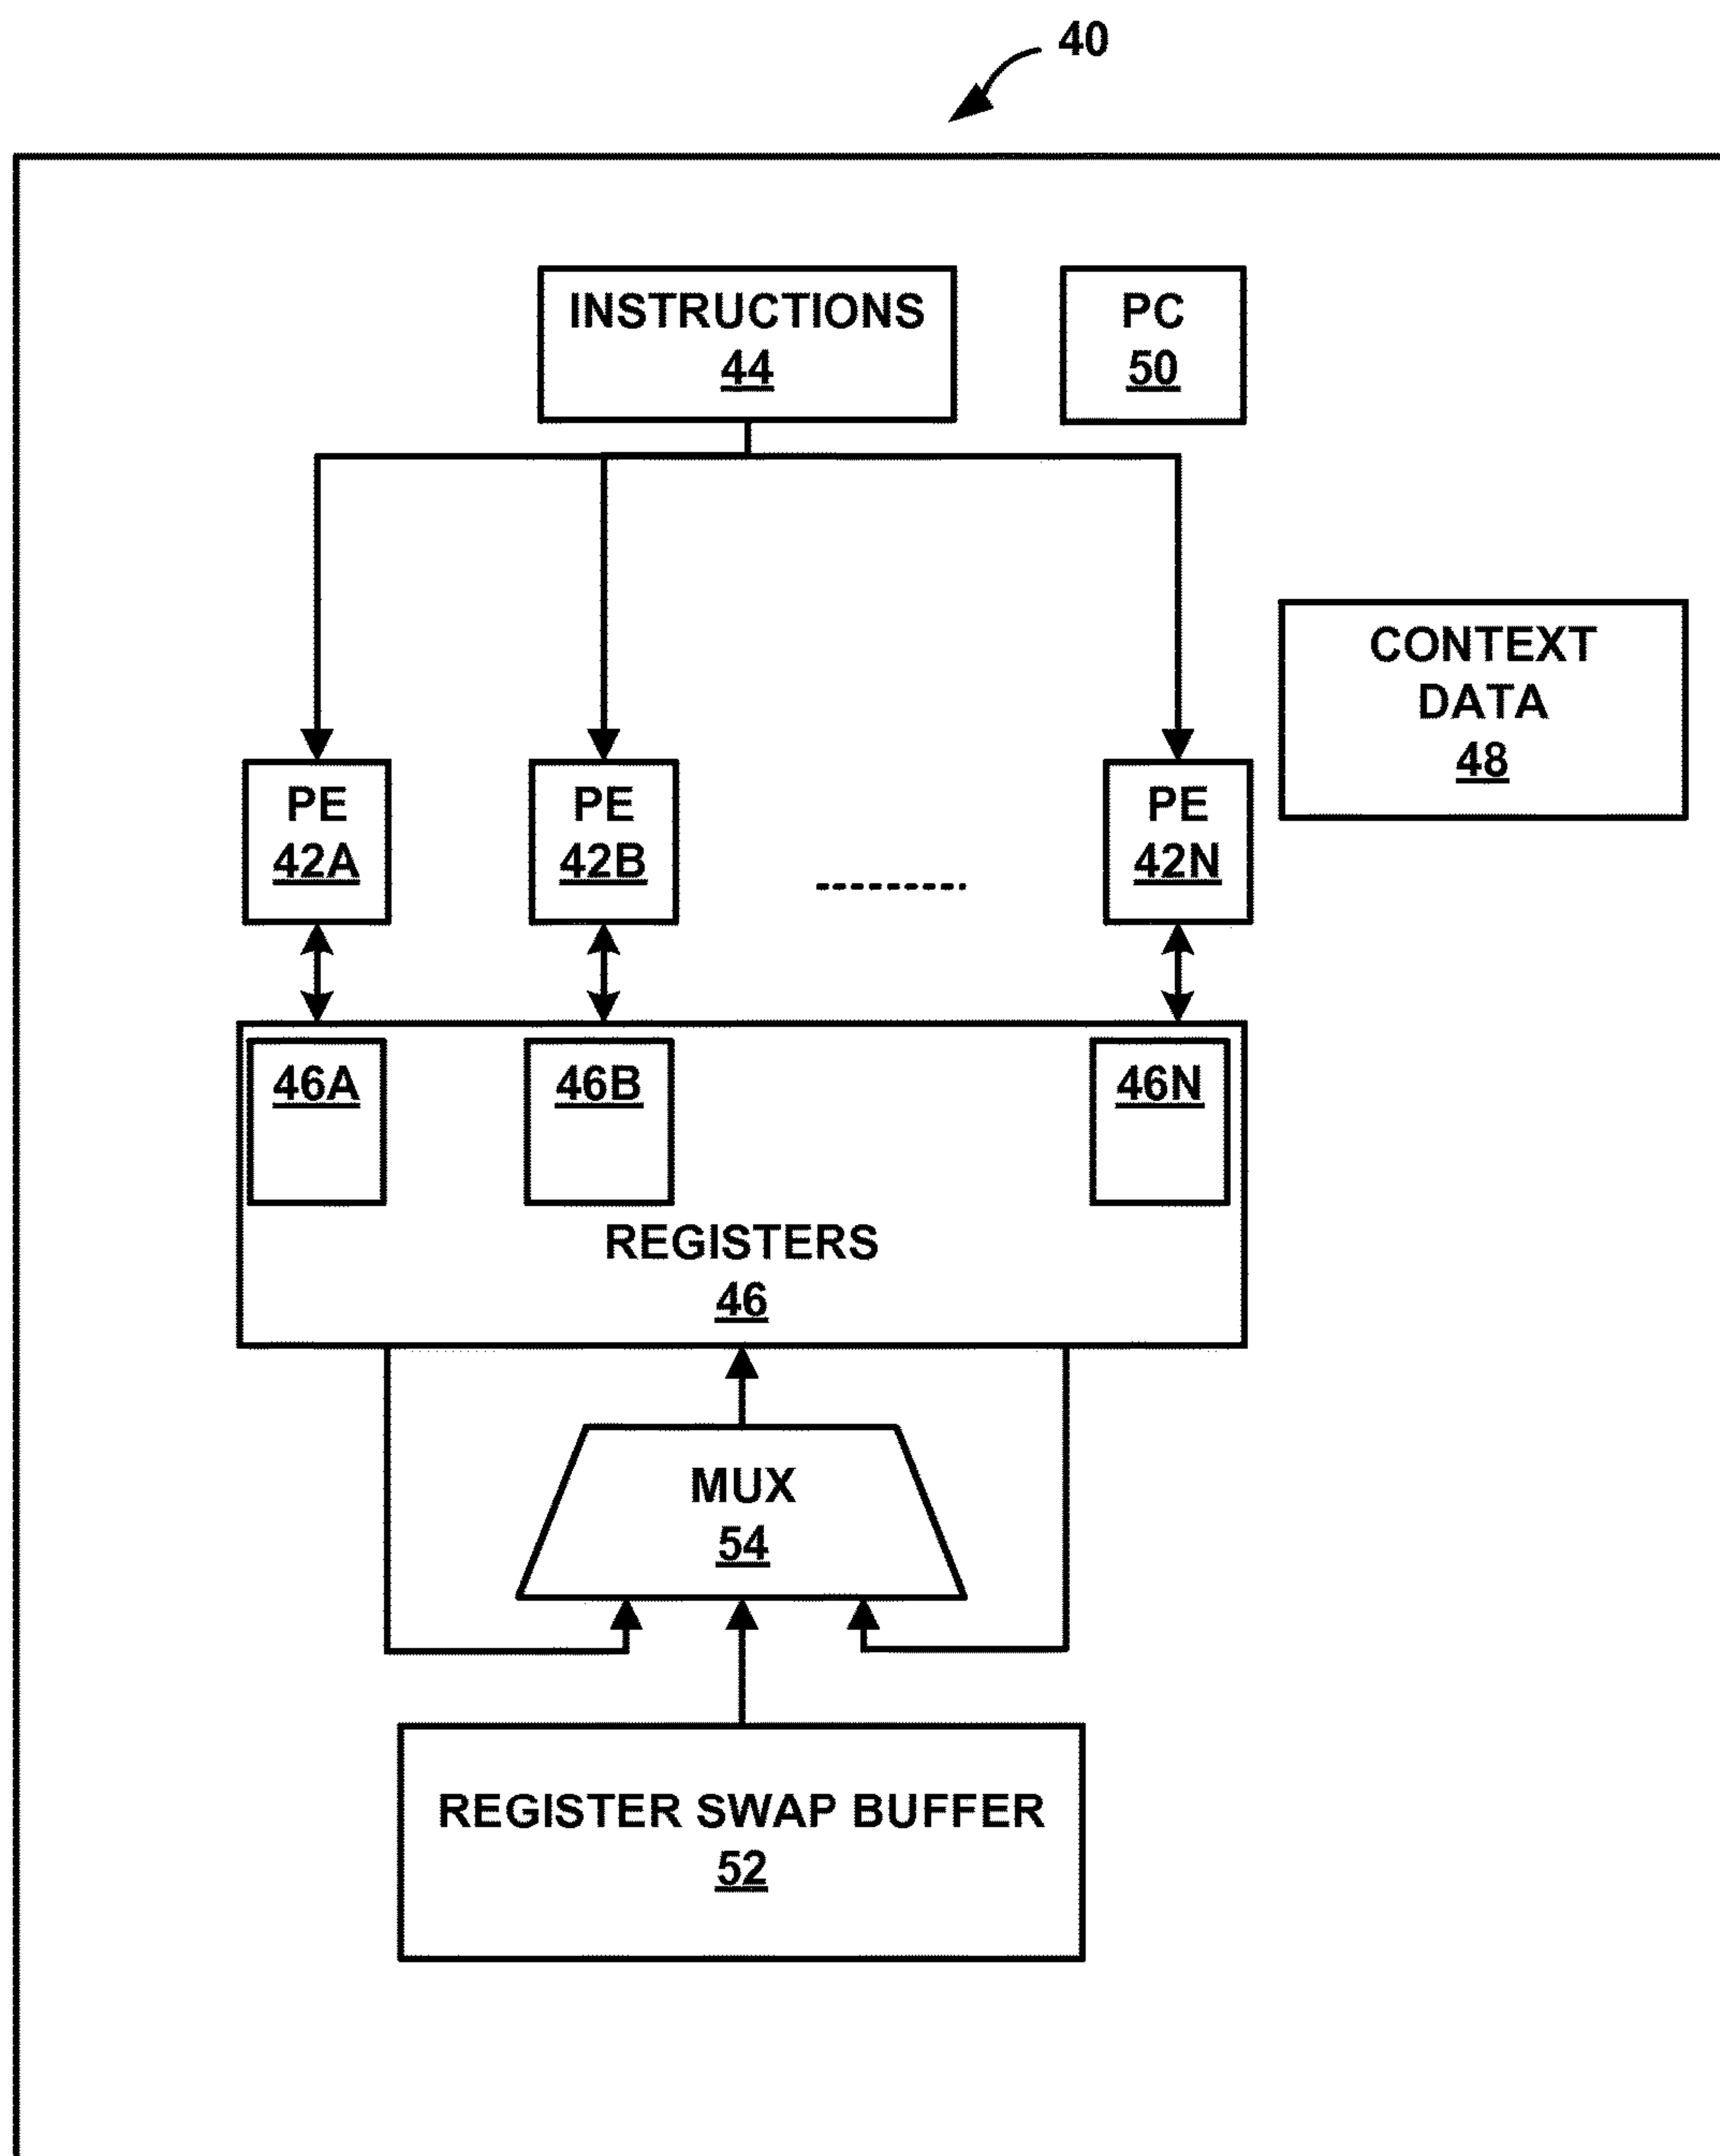 40
INSTRUCTIONS
44
PC
50
CONTEXT
DATA
48
PE
42A
PE
42B
PE
42N
46A
46B
46N
REGISTERS
46
MUX
54
REGISTER SWAP BUFFER
52